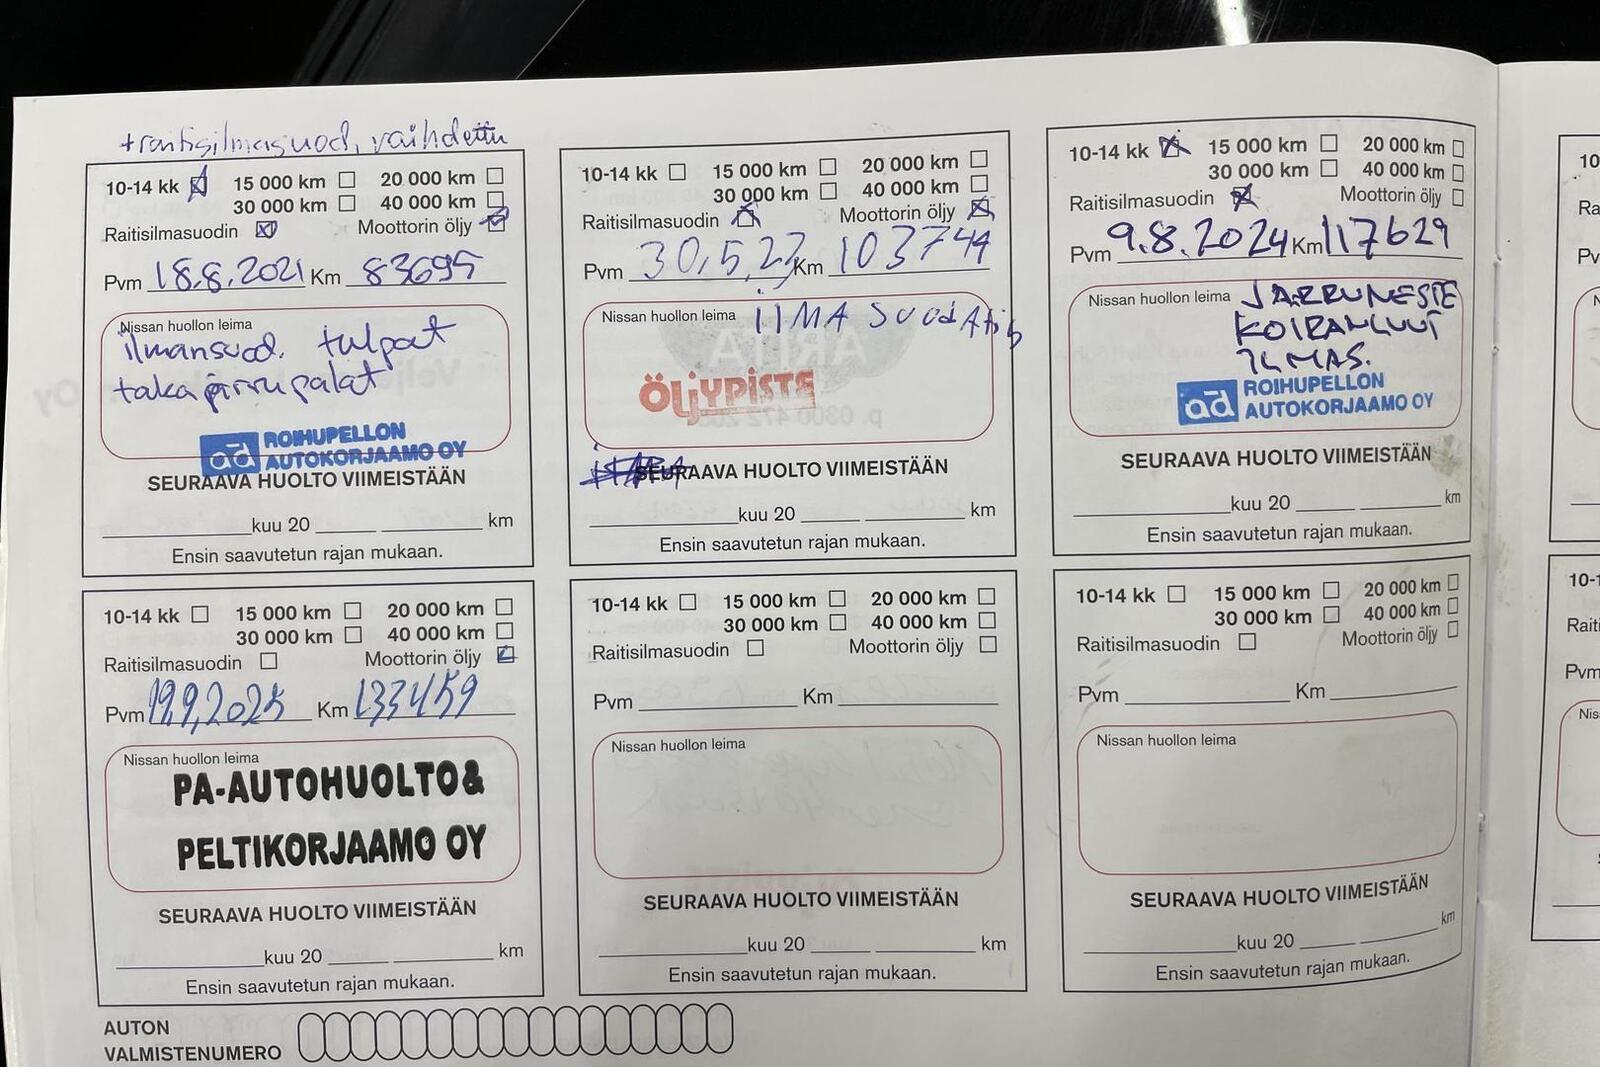 +raitisilmasuod. vaihdettu
10-14 kk 15 000 km 20 000 km
30 000 km 40 000 km
Raitisilmasuodin Moottorin öljy
Pvm 18.8.2021 Km 83695
Nissan huollon leima
ilmansuod. tulpat
takajarrupalat
ad ROIHUPELLON
AUTOKORJAAMO OY
SEURAAVA HUOLTO VIIMEISTÄÄN
kuu 20 km
Ensin saavutetun rajan mukaan.
10-14 kk 15 000 km 20 000 km
30 000 km 40 000 km
Raitisilmasuodin Moottorin öljy
Pvm 30.5.23 Km 103744
Nissan huollon leima
iIMA SuodAtin
ÖLJYPISTE
SEURAAVA HUOLTO VIIMEISTÄÄN
kuu 20 km
Ensin saavutetun rajan mukaan.
10-14 kk 15 000 km 20 000 km
30 000 km 40 000 km
Raitisilmasuodin Moottorin öljy
Pvm 9.8.2024 Km 117629
Nissan huollon leima
JARRUNESTE
KOIRANLUUT
ILMAS.
ad ROIHUPELLON
AUTOKORJAAMO OY
SEURAAVA HUOLTO VIIMEISTÄÄN
kuu 20 km
Ensin saavutetun rajan mukaan.
10-14 kk 15 000 km 20 000 km
30 000 km 40 000 km
Raitisilmasuodin Moottorin öljy
Pvm 19.9.2025 Km 133459
Nissan huollon leima
PA-AUTOHUOLTO&
PELTIKORJAAMO OY
SEURAAVA HUOLTO VIIMEISTÄÄN
kuu 20 km
Ensin saavutetun rajan mukaan.
10-14 kk 15 000 km 20 000 km
30 000 km 40 000 km
Raitisilmasuodin Moottorin öljy
Pvm Km
Nissan huollon leima
SEURAAVA HUOLTO VIIMEISTÄÄN
kuu 20 km
Ensin saavutetun rajan mukaan.
10-14 kk 15 000 km 20 000 km
30 000 km 40 000 km
Raitisilmasuodin Moottorin öljy
Pvm Km
Nissan huollon leima
SEURAAVA HUOLTO VIIMEISTÄÄN
kuu 20 km
Ensin saavutetun rajan mukaan.
AUTON
VALMISTENUMERO